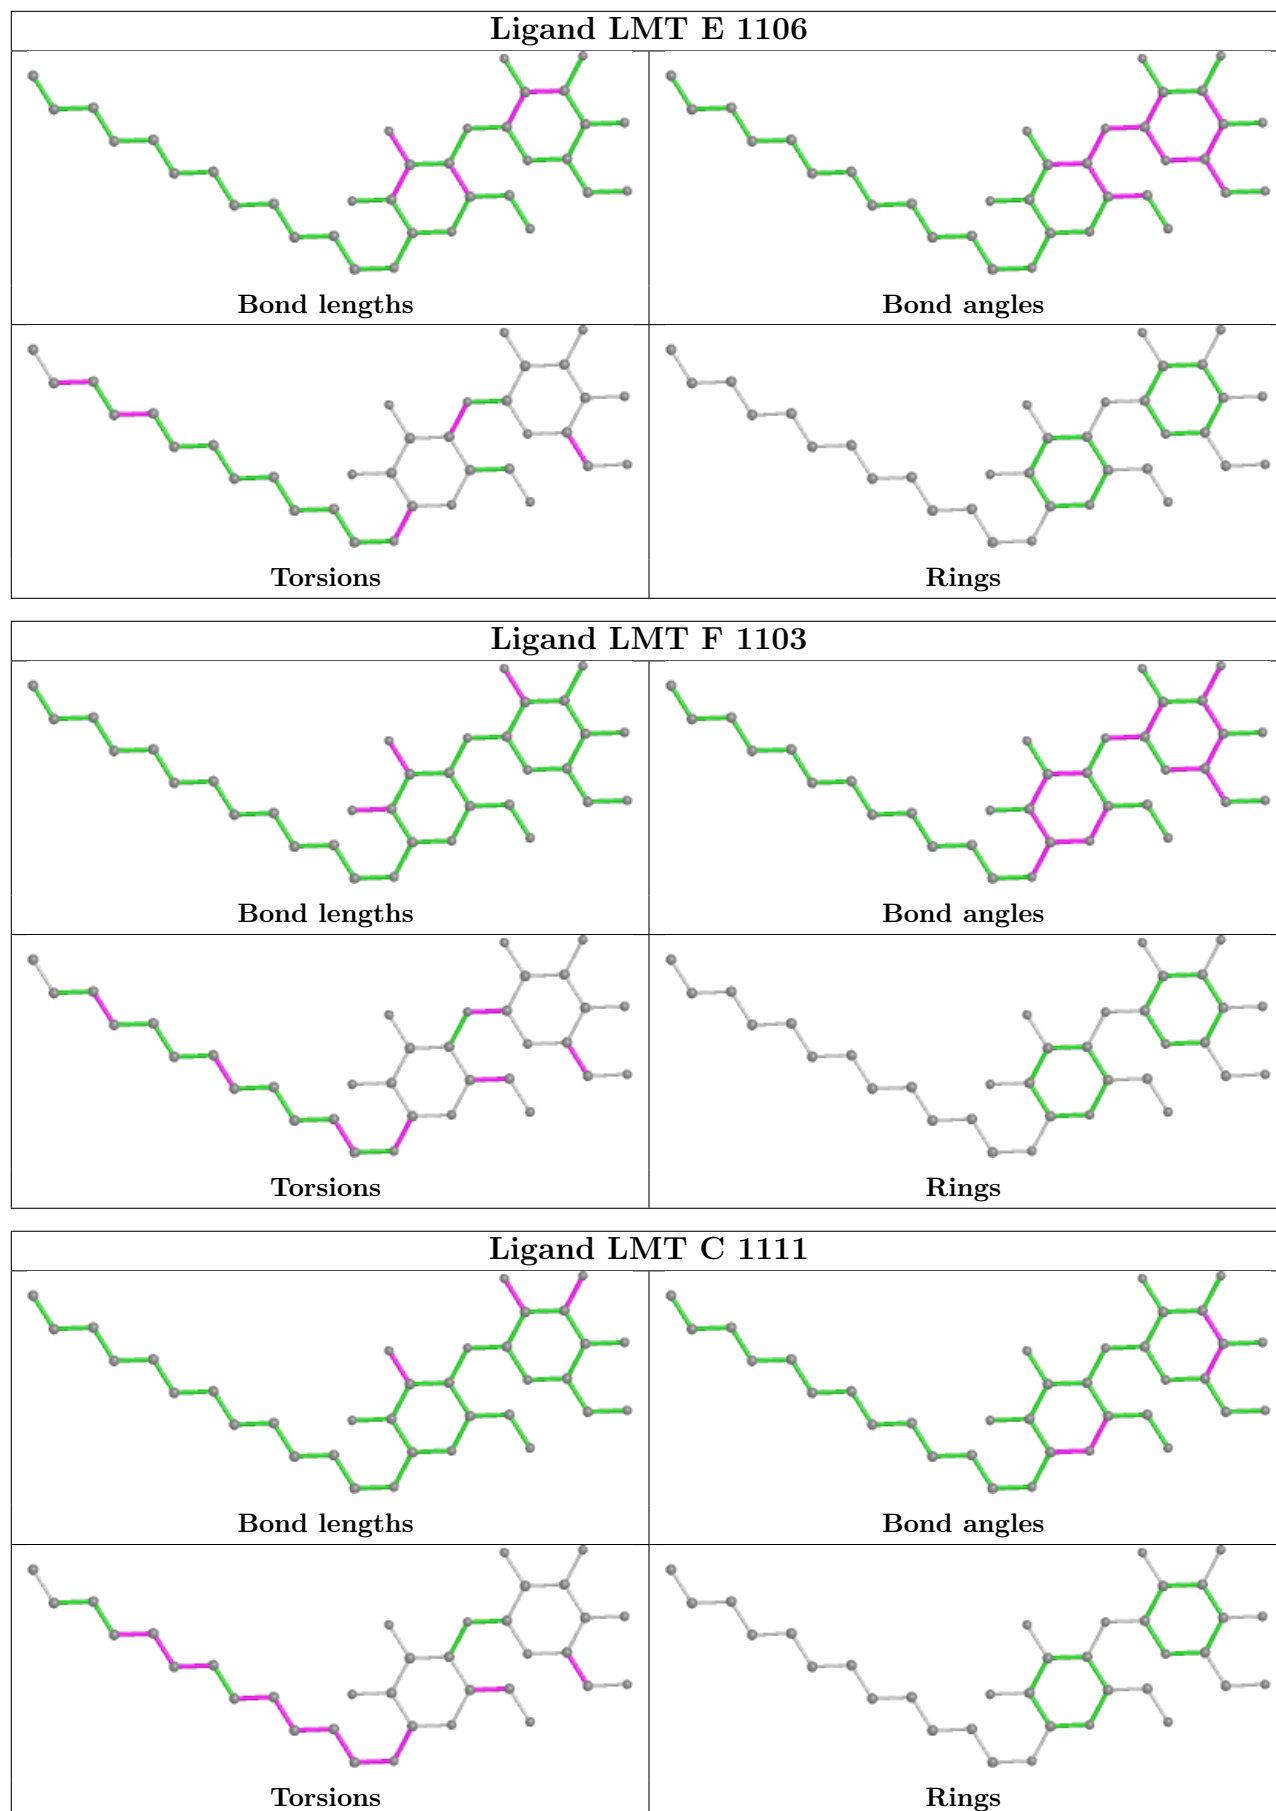 Ligand LMT E 1106
Bond lengths
Bond angles
Torsions
Rings
Ligand LMT F 1103
Bond lengths
Bond angles
Torsions
Rings
Ligand LMT C 1111
Bond lengths
Bond angles
Torsions
Rings